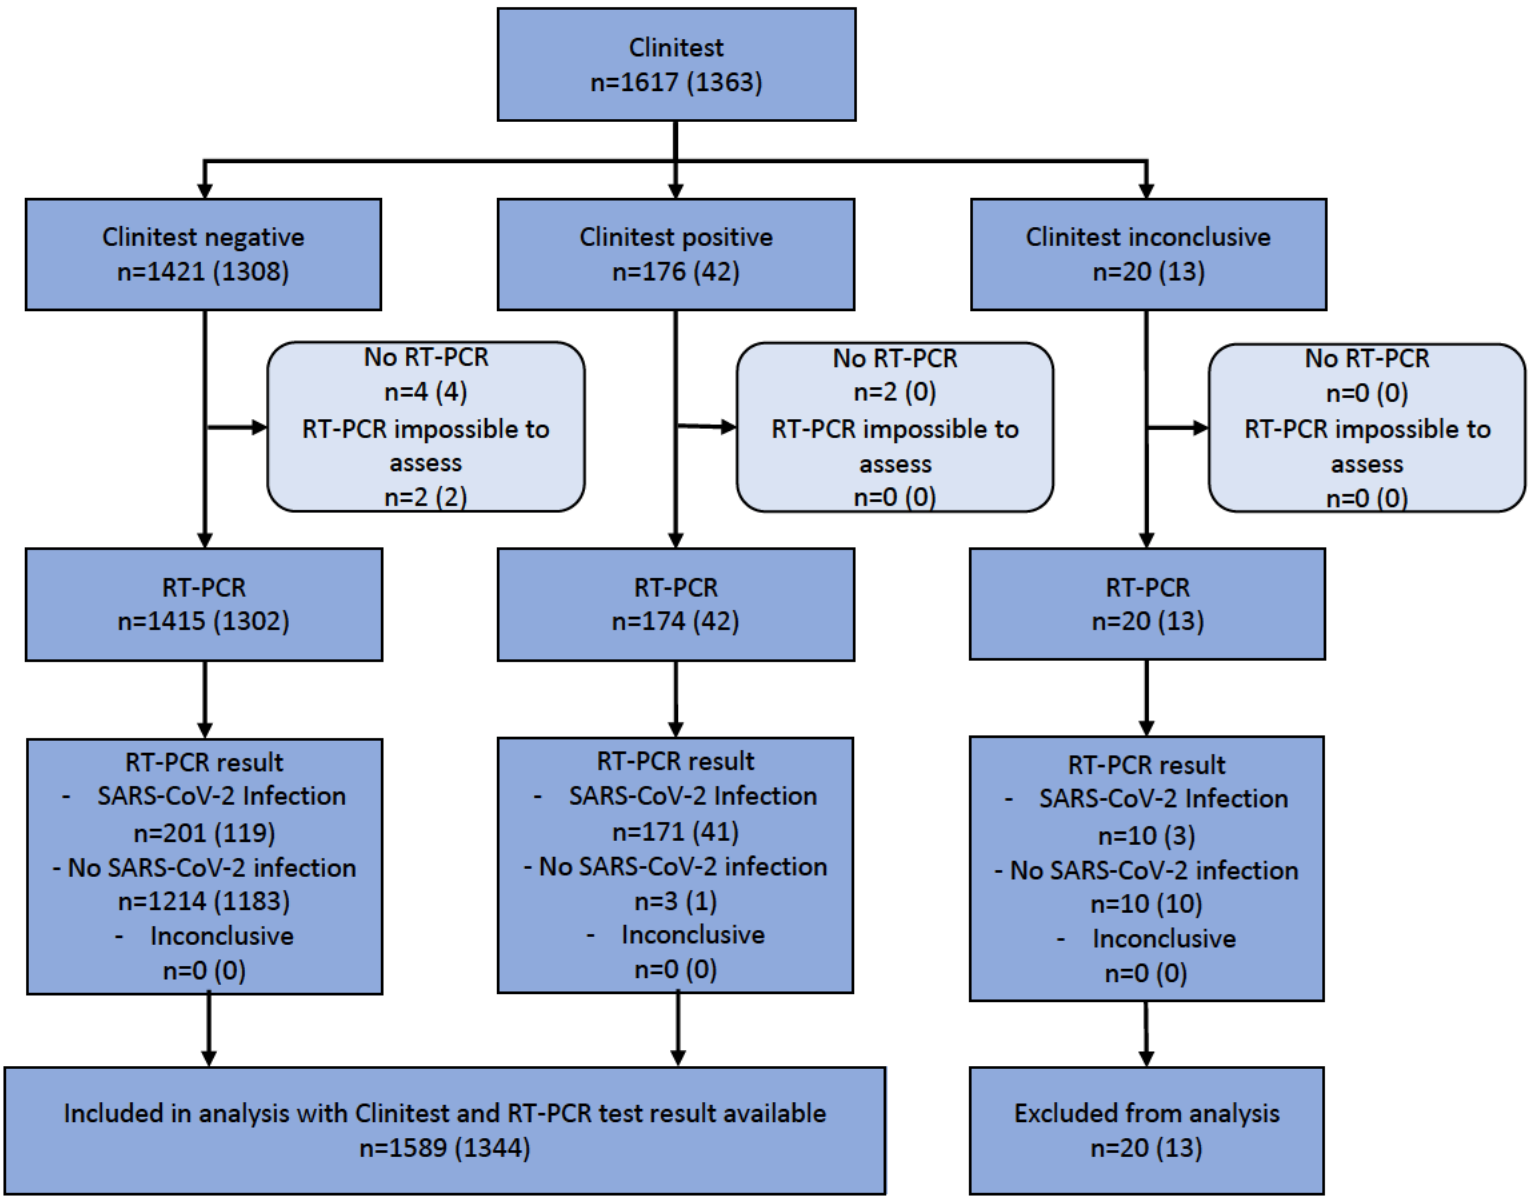 Clinitest
n=1617 (1363)
Clinitest negative
n=1421 (1308)
Clinitest positive
n=176 (42)
Clinitest inconclusive
n=20 (13)
No RT-PCR
n=4 (4)
RT-PCR impossible to
assess
n=2 (2)
No RT-PCR
n=2 (0)
RT-PCR impossible to
assess
n=0 (0)
No RT-PCR
n=0 (0)
RT-PCR impossible to
assess
n=0 (0)
RT-PCR
n=1415 (1302)
RT-PCR
n=174 (42)
RT-PCR
n=20 (13)
RT-PCR result
- SARS-CoV-2 Infection
n=201 (119)
- No SARS-CoV-2 infection
n=1214 (1183)
- Inconclusive
n=0 (0)
RT-PCR result
- SARS-CoV-2 Infection
n=171 (41)
- No SARS-CoV-2 infection
n=3 (1)
- Inconclusive
n=0 (0)
RT-PCR result
- SARS-CoV-2 Infection
n=10 (3)
- No SARS-CoV-2 infection
n=10 (10)
- Inconclusive
n=0 (0)
Included in analysis with Clinitest and RT-PCR test result available
n=1589 (1344)
Excluded from analysis
n=20 (13)